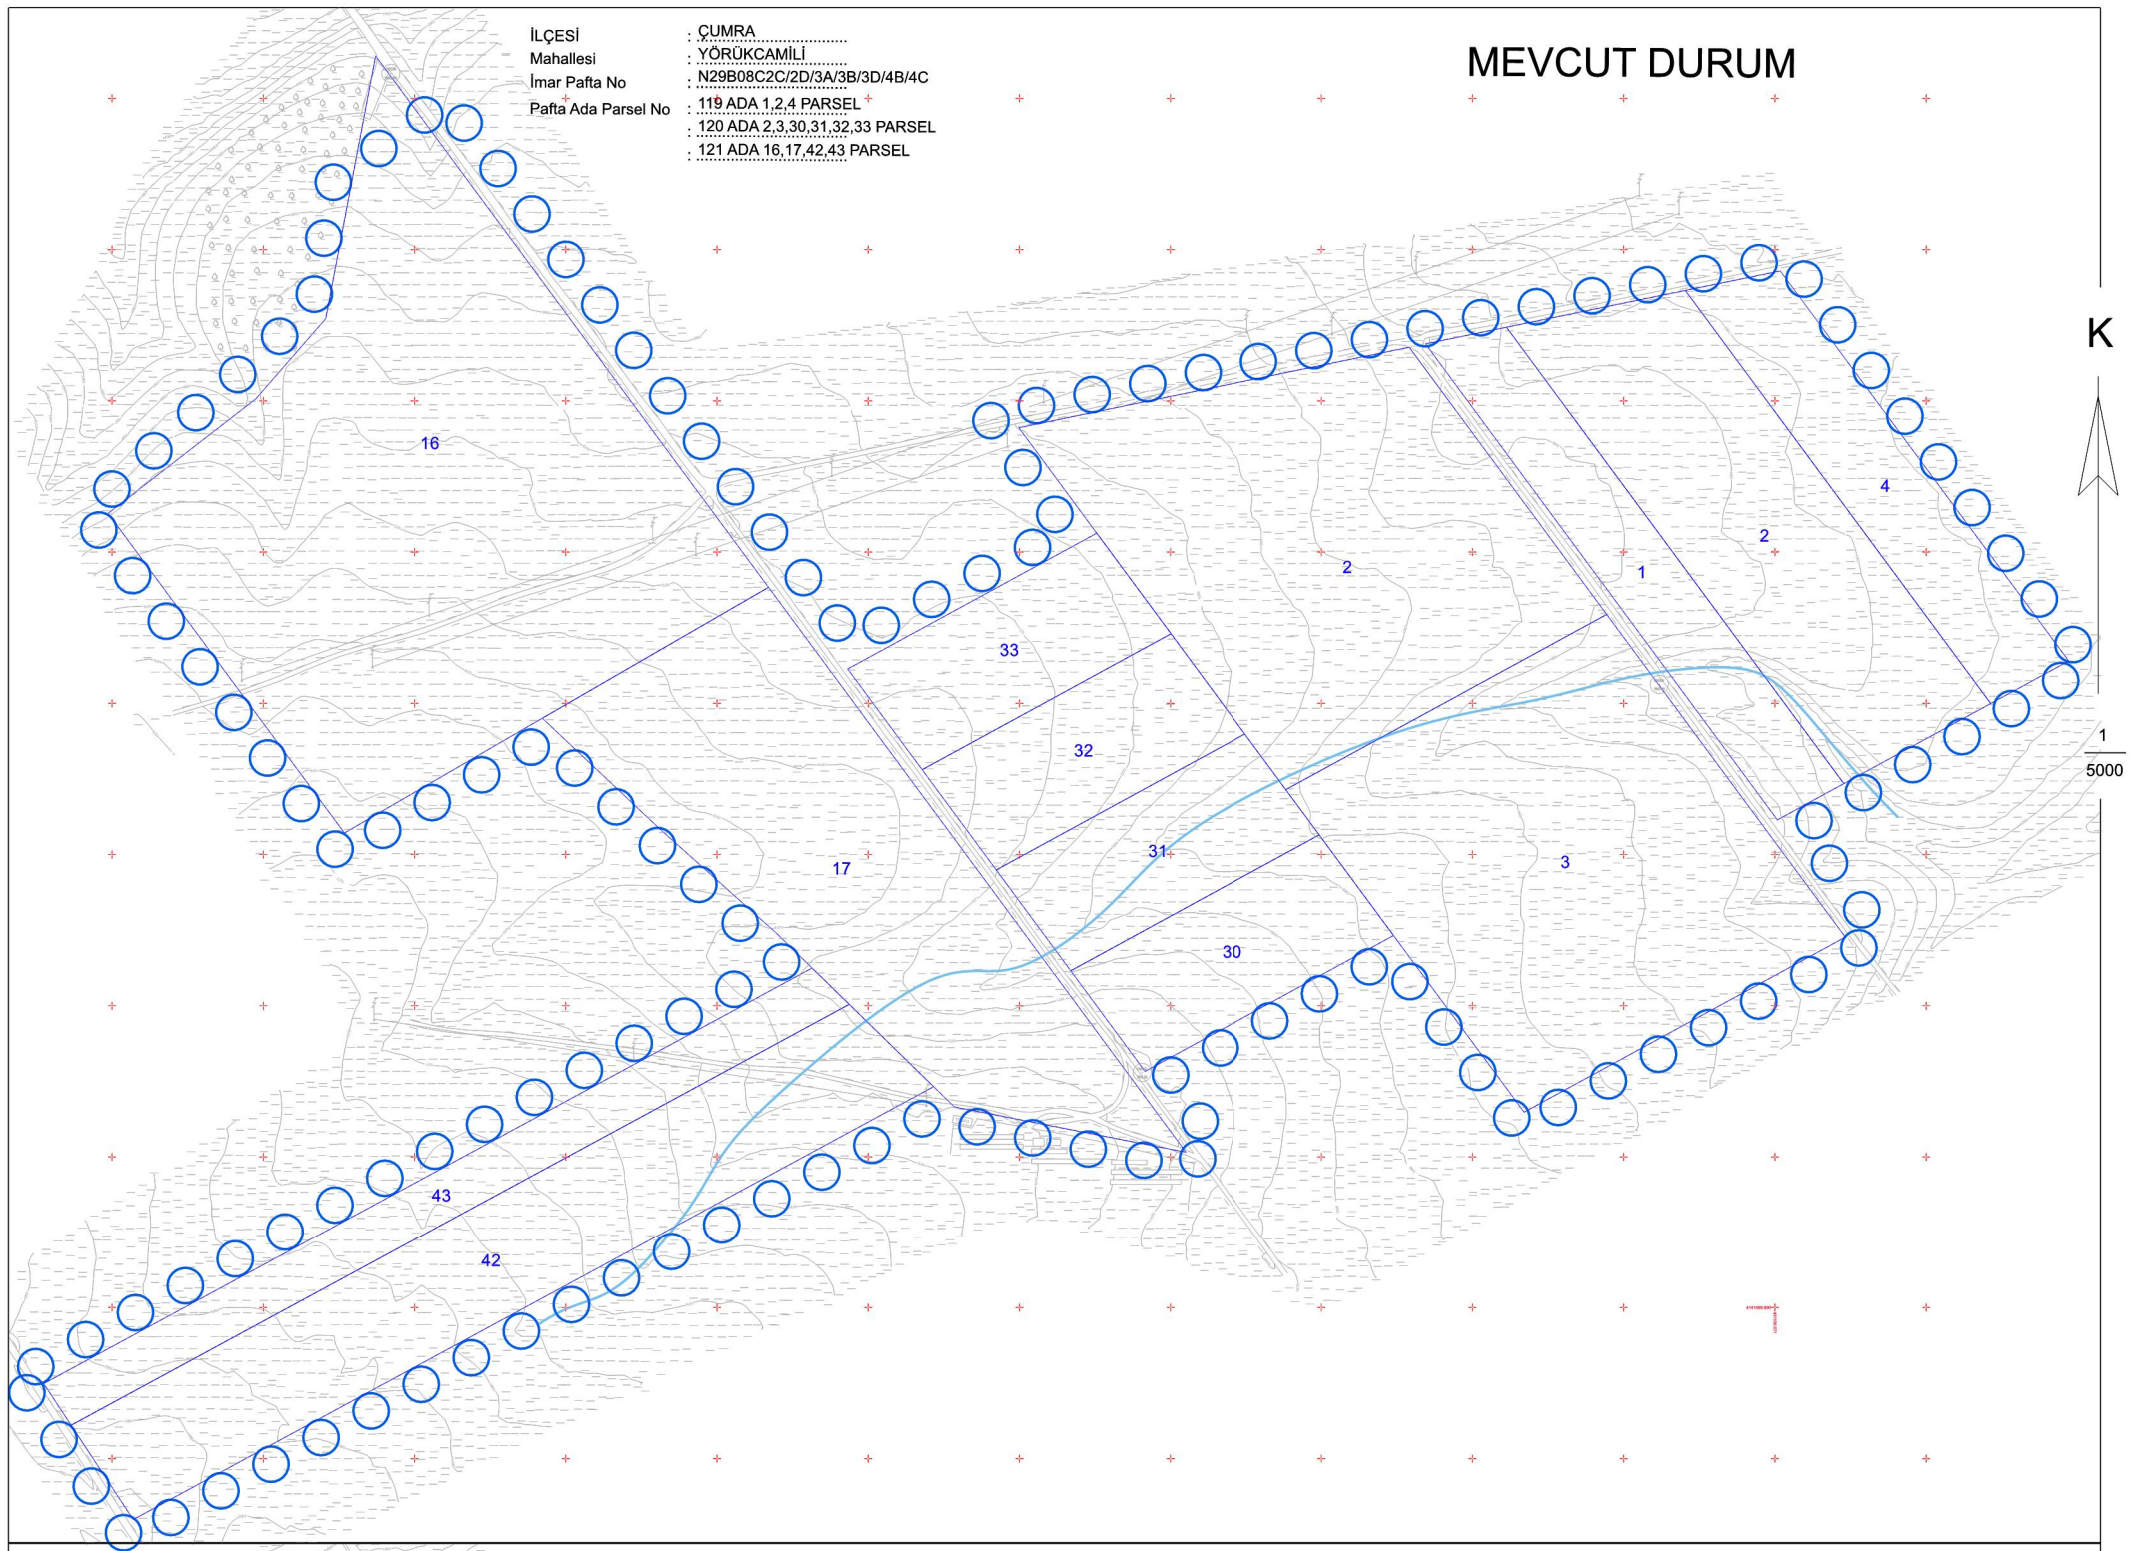 İLÇESİ : ÇUMRA
Mahallesi : YÖRÜKCAMİLİ
İmar Pafta No : N29B08C2C/2D/3A/3B/3D/4B/4C
Pafta Ada Parsel No : 119 ADA 1,2,4 PARSEL
: 120 ADA 2,3,30,31,32,33 PARSEL
: 121 ADA 16,17,42,43 PARSEL
MEVCUT DURUM
K
1
5000
16
4
2
2
1
33
32
31
3
17
30
43
42